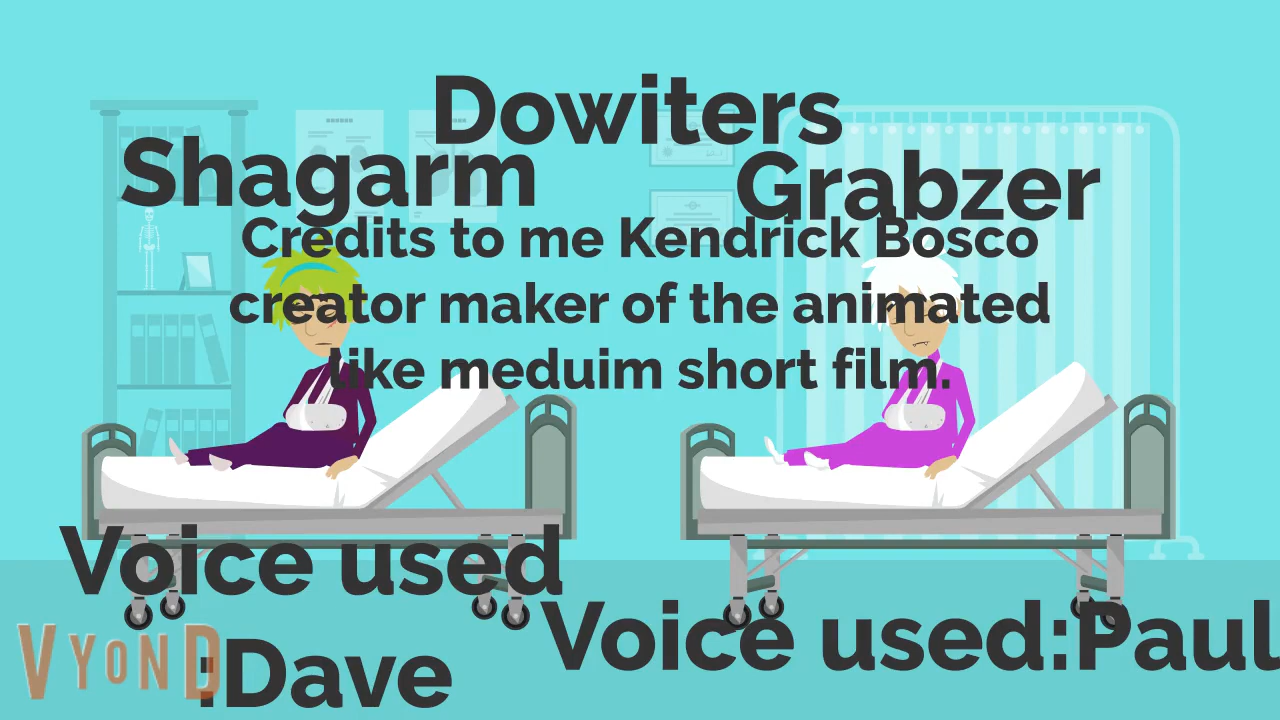 Dowiters
Shagarm
Grabzer
Credits to me Kendrick Bosco
creator maker of the animated
like meduim short film.
Voice used
:Dave
Voice used:Paul
VYOND